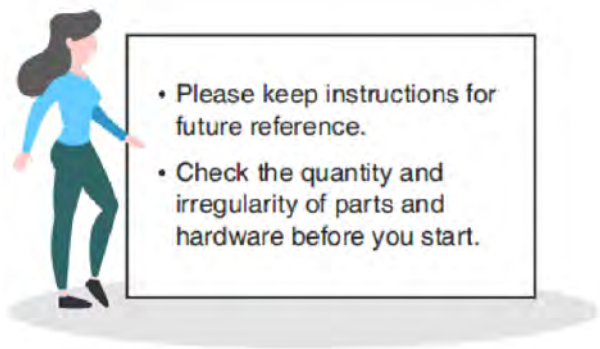 • Please keep instructions for
future reference.
• Check the quantity and
irregularity of parts and
hardware before you start.